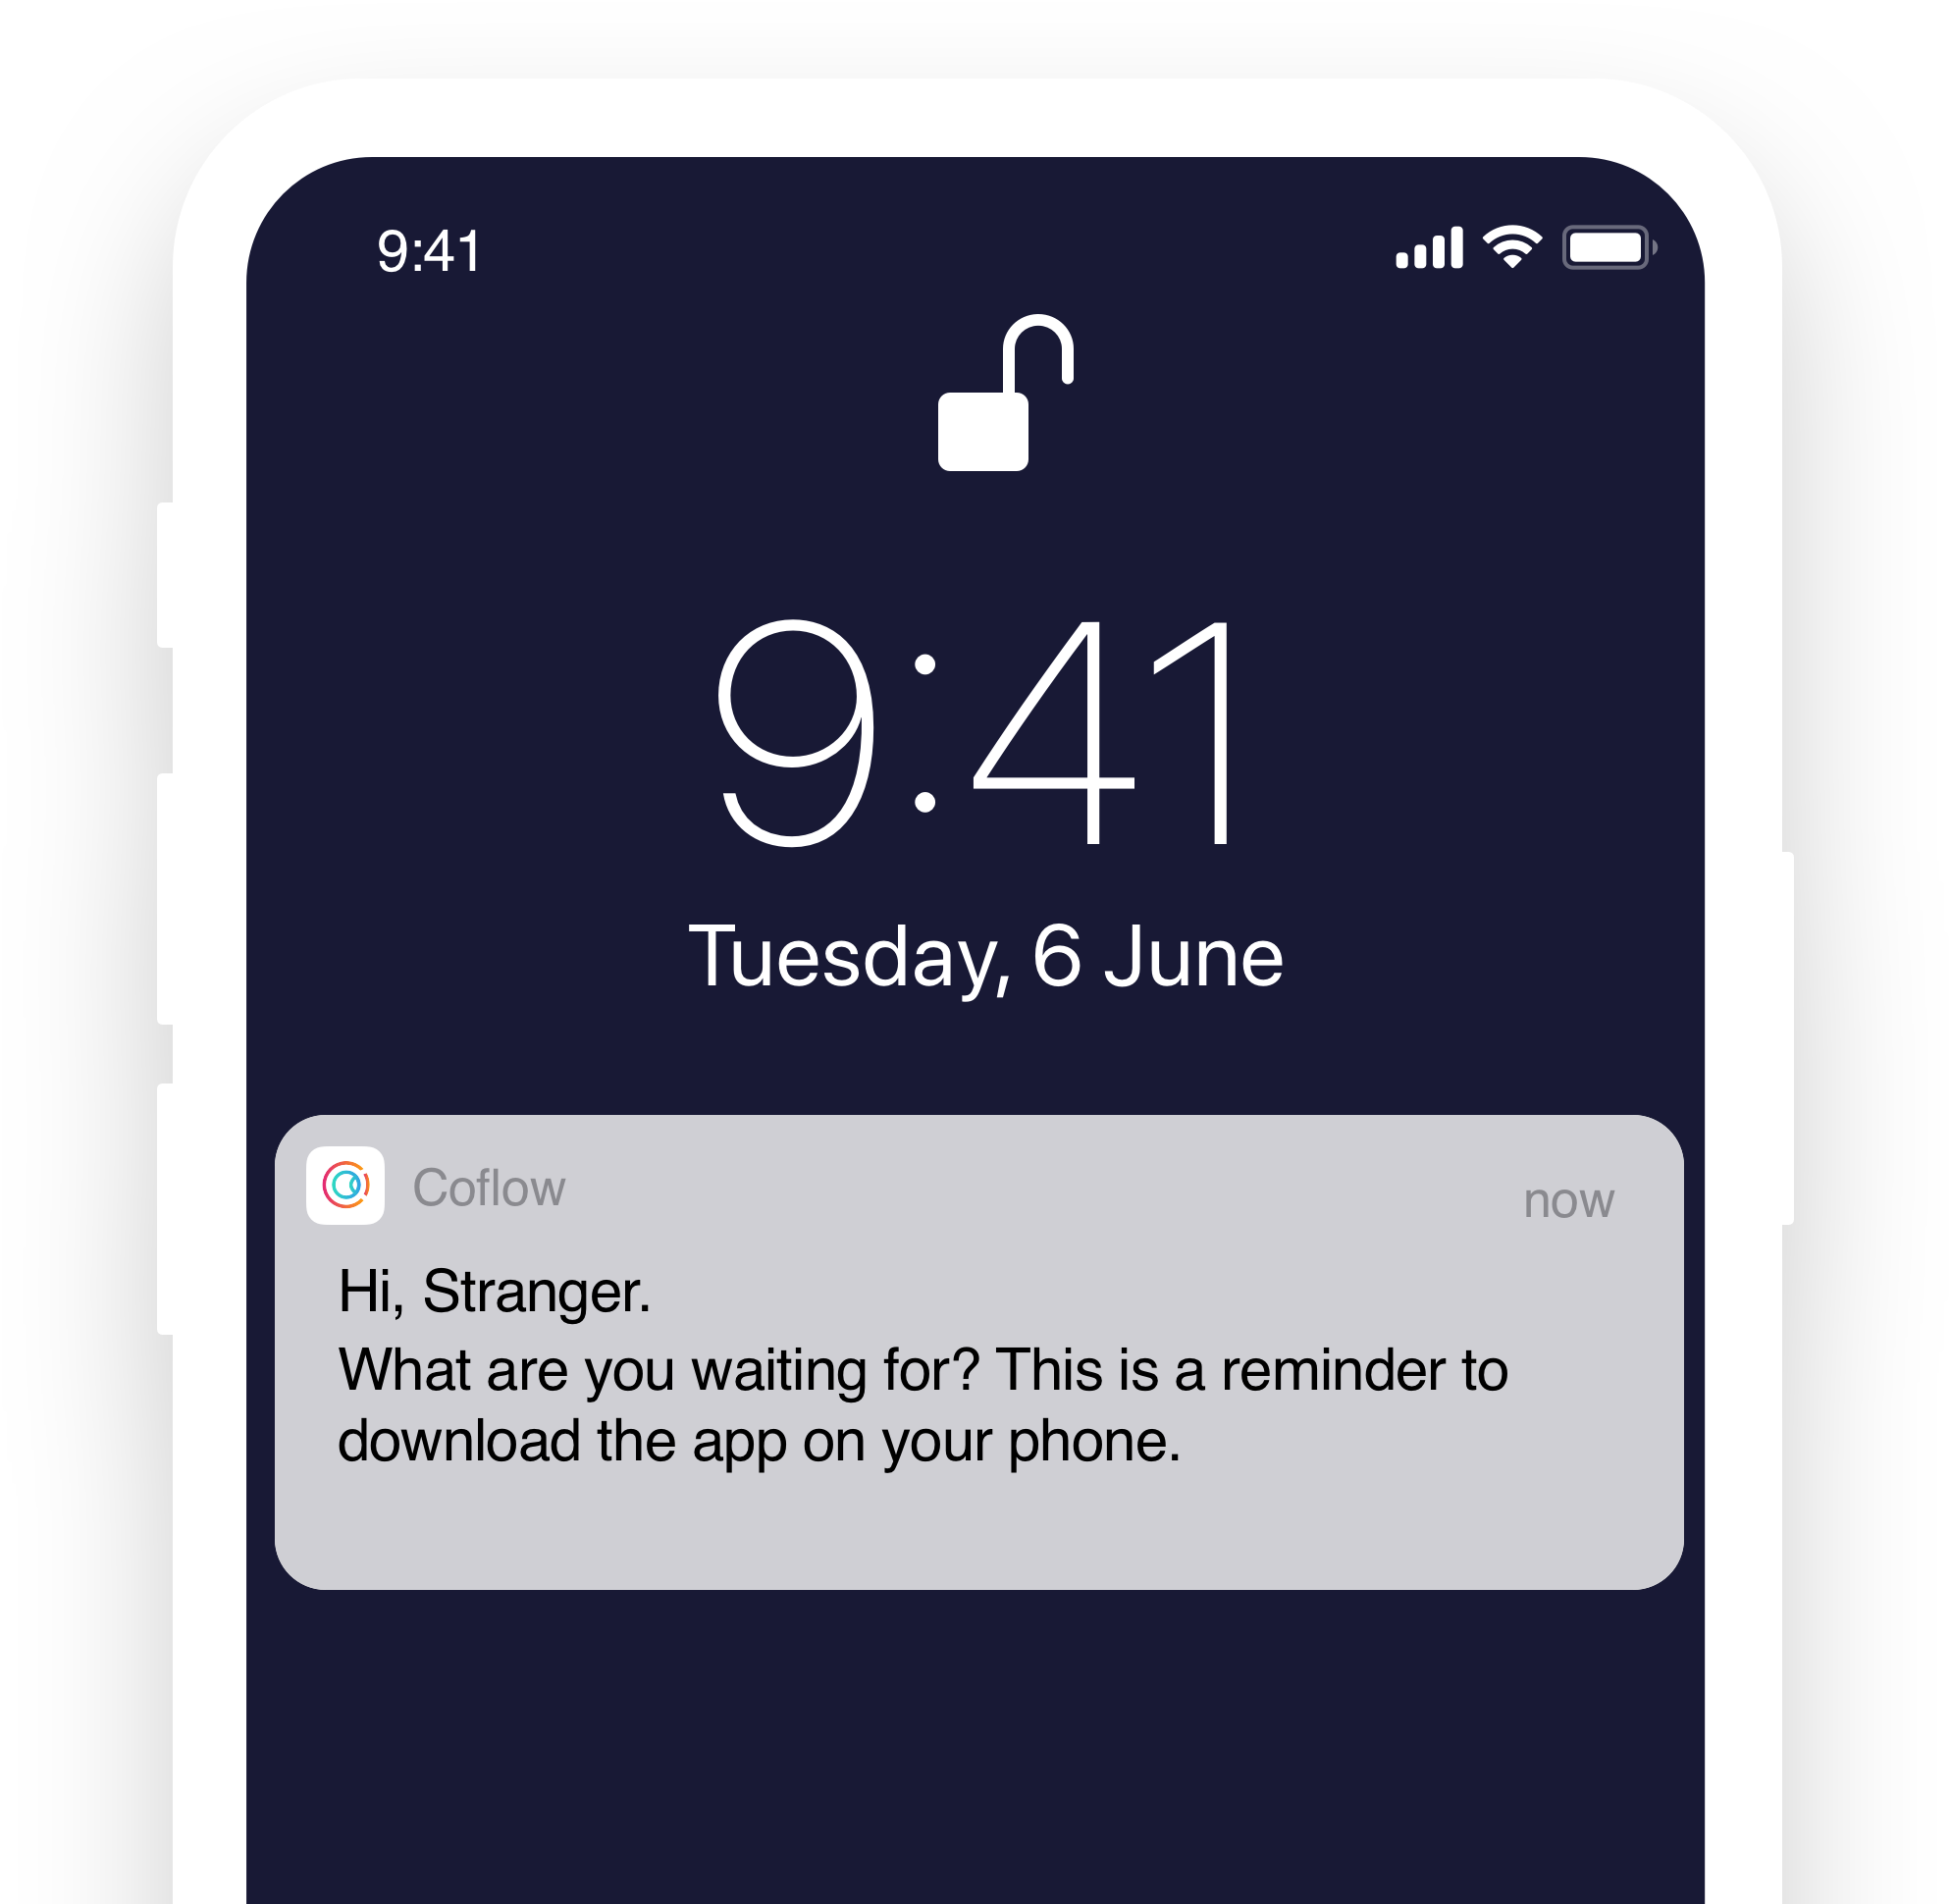 9:41
9:41
Tuesday, 6 June
Coflow
now
Hi, Stranger.
What are you waiting for? This is a reminder to
download the app on your phone.